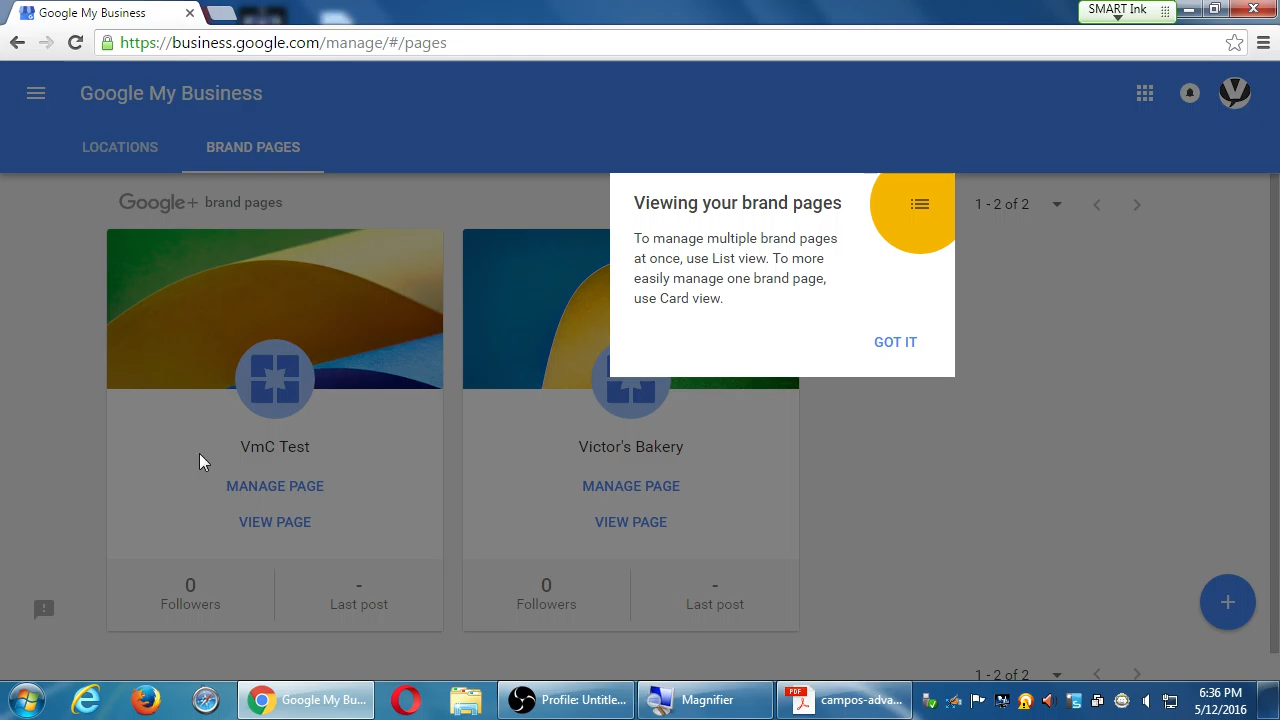 Google My Business
SMART Ink
https://business.google.com/manage/#/pages
Google My Business
LOCATIONS
BRAND PAGES
Google+ brand pages
Viewing your brand pages
To manage multiple brand pages
at once, use List view. To more
easily manage one brand page,
use Card view.
GOT IT
1 - 2 of 2
VmC Test
MANAGE PAGE
VIEW PAGE
0
Followers
-
Last post
Victor's Bakery
MANAGE PAGE
VIEW PAGE
0
Followers
-
Last post
1 - 2 of 2
Google My Bu...
Profile: Untitle...
Magnifier
PDF
campos-adva...
6:36 PM
5/12/2016